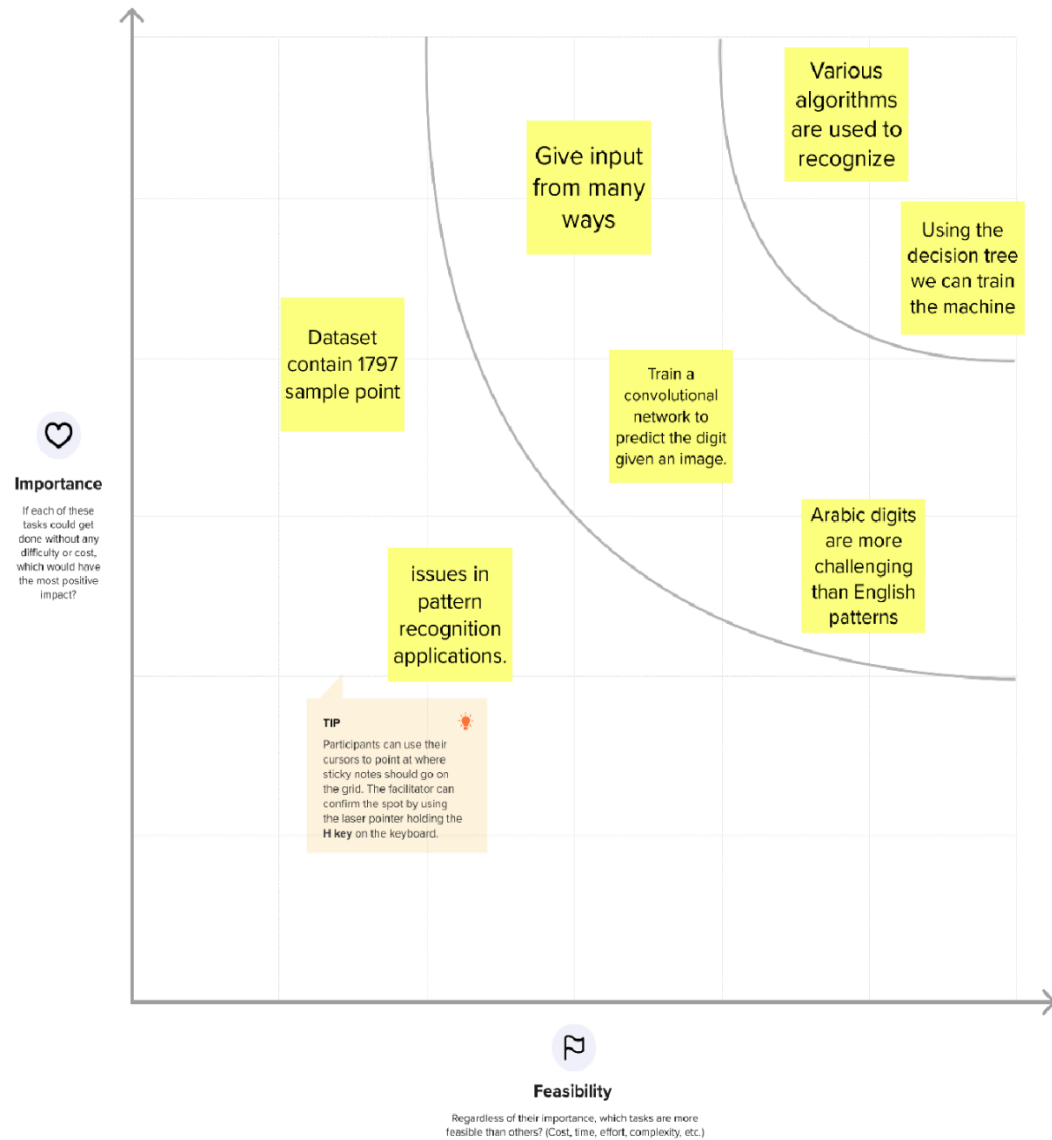 Various
algorithms
are used to
recognize
Give input
from many
ways
Using the
decision tree
we can train
the machine
Dataset
contain 1797
sample point
Train a
convolutional
network to
predict the digit
given an image.
Importance
If each of these
tasks could get
done without any
difficulty or cost,
which would have
the most positive
impact?
Arabic digits
are more
challenging
than English
patterns
issues in
pattern
recognition
applications.
TIP
Participants can use their
cursors to point at where
sticky notes should go on
the grid. The facilitator can
confirm the spot by using
the laser pointer holding the
H key on the keyboard.
Feasibility
Regardless of their importance, which tasks are more
feasible than others? (Cost, time, effort, complexity, etc.)